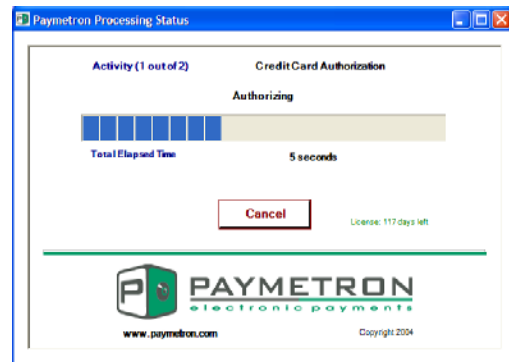 Paymetron Processing Status
Activity (1 out of 2) Credit Card Authorization
Authorizing
Total Elapsed Time 5 seconds
Cancel License: 117 days left
PAYMETRON
electronic payments
www.paymetron.com Copyright 2004